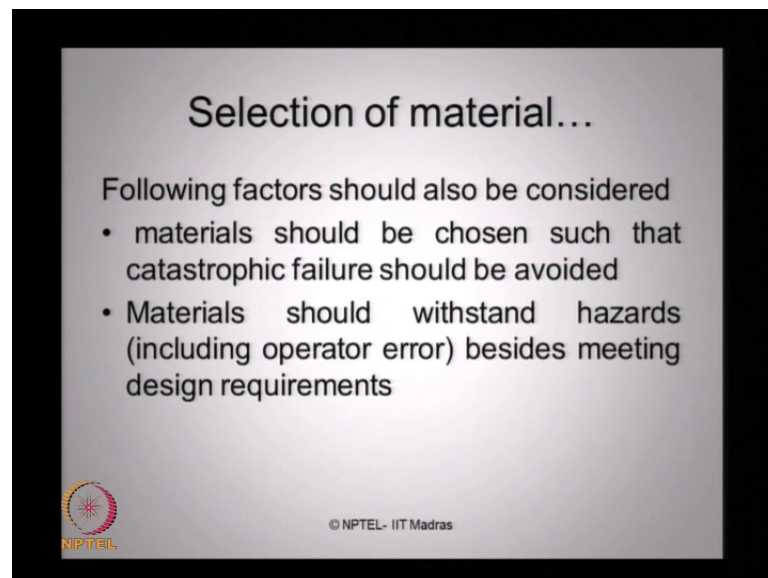 Selection of material…
Following factors should also be considered
• materials should be chosen such that
catastrophic failure should be avoided
• Materials should withstand hazards
(including operator error) besides meeting
design requirements
© NPTEL- IIT Madras
NPTEL